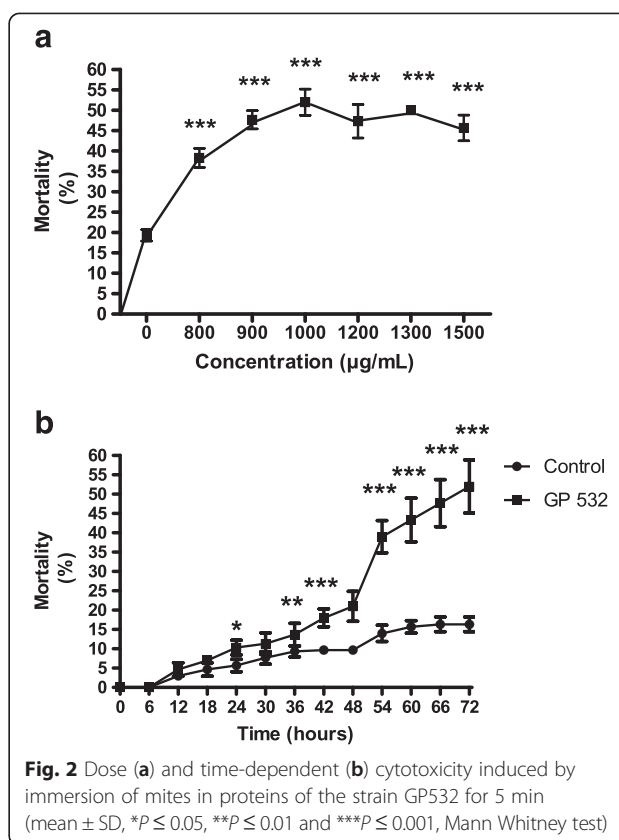 a
*** *** *** *** *** *** ***
60
55
50
45
40
35
30
25
20
15
10
5
0
Mortality
(%)
0 800 900 1000 1200 1300 1500
Concentration (µg/mL)
b
* ** *** *** *** *** ***
60
55
50
45
40
35
30
25
20
15
10
5
0
Mortality
(%)
Control
GP 532
0 6 12 18 24 30 36 42 48 54 60 66 72
Time (hours)
Fig. 2 Dose (a) and time-dependent (b) cytotoxicity induced by
immersion of mites in proteins of the strain GP532 for 5 min
(mean ± SD, *P ≤ 0.05, **P ≤ 0.01 and ***P ≤ 0.001, Mann Whitney test)